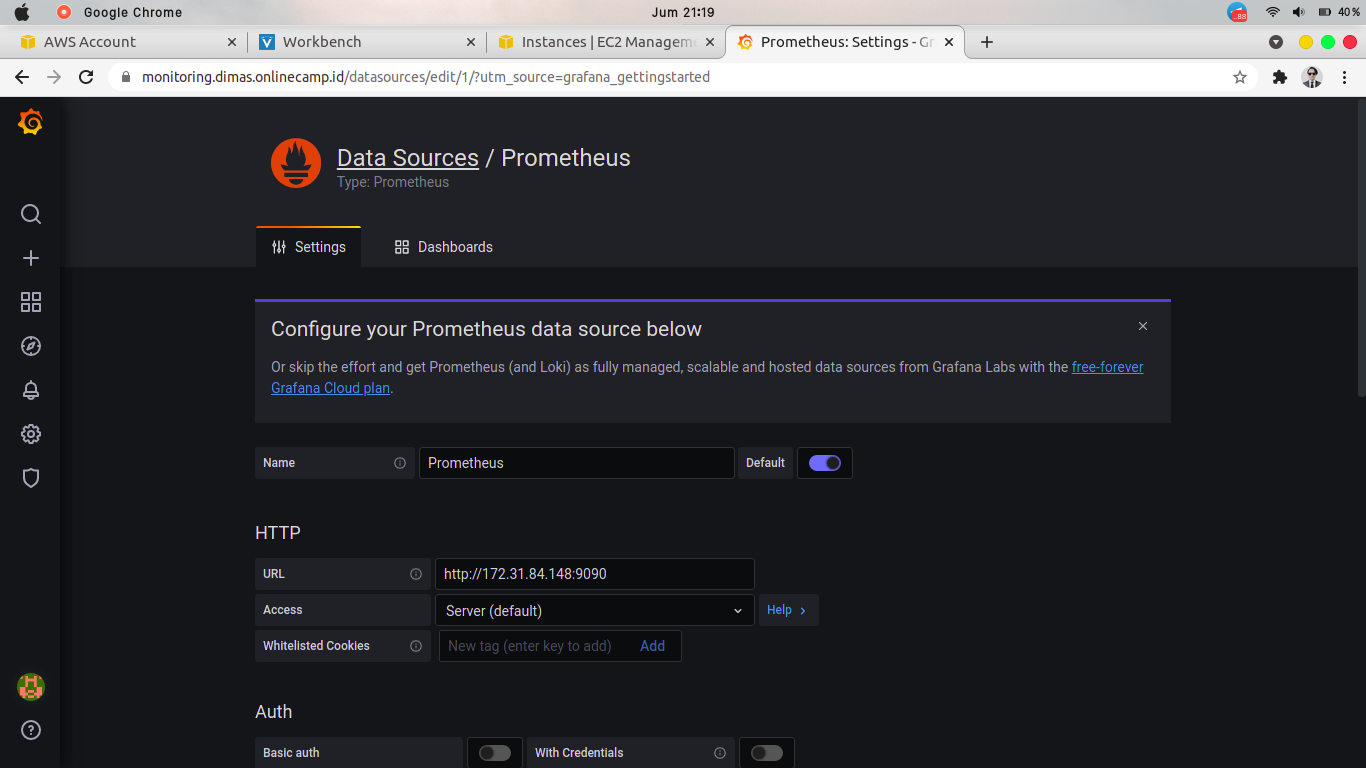 Google Chrome
Jum 21:19
88
40%
AWS Account
Workbench
Instances | EC2 Managem
Prometheus: Settings - Gr
monitoring.dimas.onlinecamp.id/datasources/edit/1/?utm_source=grafana_gettingstarted
Data Sources / Prometheus
Type: Prometheus
Settings
Dashboards
Configure your Prometheus data source below
Or skip the effort and get Prometheus (and Loki) as fully managed, scalable and hosted data sources from Grafana Labs with the free-forever
Grafana Cloud plan.
Name
Prometheus
Default
HTTP
URL
http://172.31.84.148:9090
Access
Server (default)
Help
Whitelisted Cookies
New tag (enter key to add)
Add
Auth
Basic auth
With Credentials